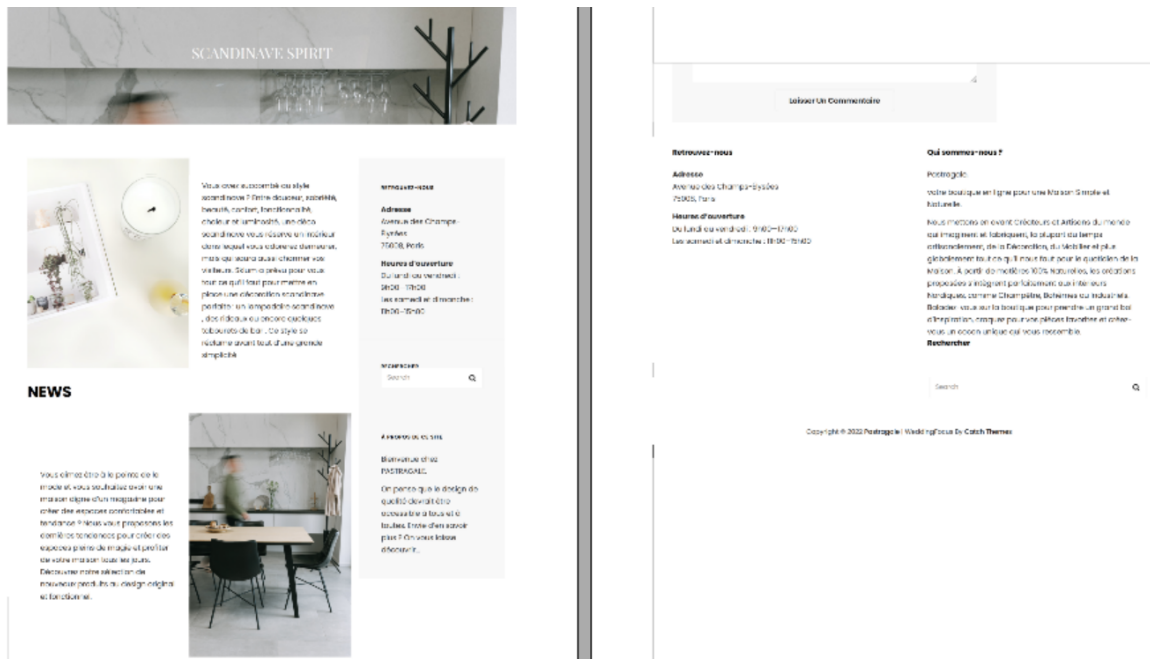 SCANDINAVE SPIRIT
Vous avez succombé au style
scandinave ? Entre douceur, sobriété,
beauté, confort, fonctionnalité,
chaleur et luminosité, une déco
scandinave vous réserve un intérieur
dans lequel vous adorerez demeurer,
mais qui saura aussi charmer vos
visiteurs. Sklum a prévu pour vous
tout ce qu'il faut pour mettre en
place une décoration scandinave
parfaite : un lampadaire scandinave
, des rideaux ou encore quelques
tabourets de bar . Ce style se
réclame avant tout d'une grande
simplicité
NEWS
Vous aimez être à la pointe de la
mode et vous souhaitez avoir une
maison digne d'un magazine pour
créer des espaces confortables et
tendance ? Nous vous proposons les
dernières tendances pour créer des
espaces pleins de magie et profiter
de votre maison tous les jours.
Découvrez notre sélection de
nouveaux produits au design original
et fonctionnel.
RETROUVEZ-NOUS
Adresse
Avenue des Champs-
Élysées
75008, Paris
Heures d'ouverture
Du lundi au vendredi :
9h00–17h00
Les samedi et dimanche :
11h00–15h00
RECHERCHER
Search
À PROPOS DE CE SITE
Bienvenue chez
PASTRAGALE.
On pense que le design de
qualité devrait être
accessible à tous et à
toutes. Envie d'en savoir
plus ? On vous laisse
découvrir...
Laisser Un Commentaire
Retrouvez-nous
Adresse
Avenue des Champs-Élysées
75008, Paris
Heures d'ouverture
Du lundi au vendredi : 9h00–17h00
Les samedi et dimanche : 11h00–15h00
Qui sommes-nous ?
Pastragale,
votre boutique en ligne pour une Maison Simple et
Naturelle.
Nous mettons en avant Créateurs et Artisans du monde
qui imaginent et fabriquent, la plupart du temps
artisanalement, de la Décoration, du Mobilier et plus
globalement tout ce qu'il nous faut pour le quotidien de la
Maison. À partir de matières 100% Naturelles, les créations
proposées s'intègrent parfaitement aux intérieurs
Nordiques, comme Champêtre, Bohèmes ou Industriels.
Balader vous sur la boutique pour prendre un grand bol
d'inspiration, craquez pour vos pièces favorites et créez-
vous un cocon unique qui vous ressemble.
Rechercher
Search
Copyright © 2022 Pastragale | WeddingFocus By Catch Themes